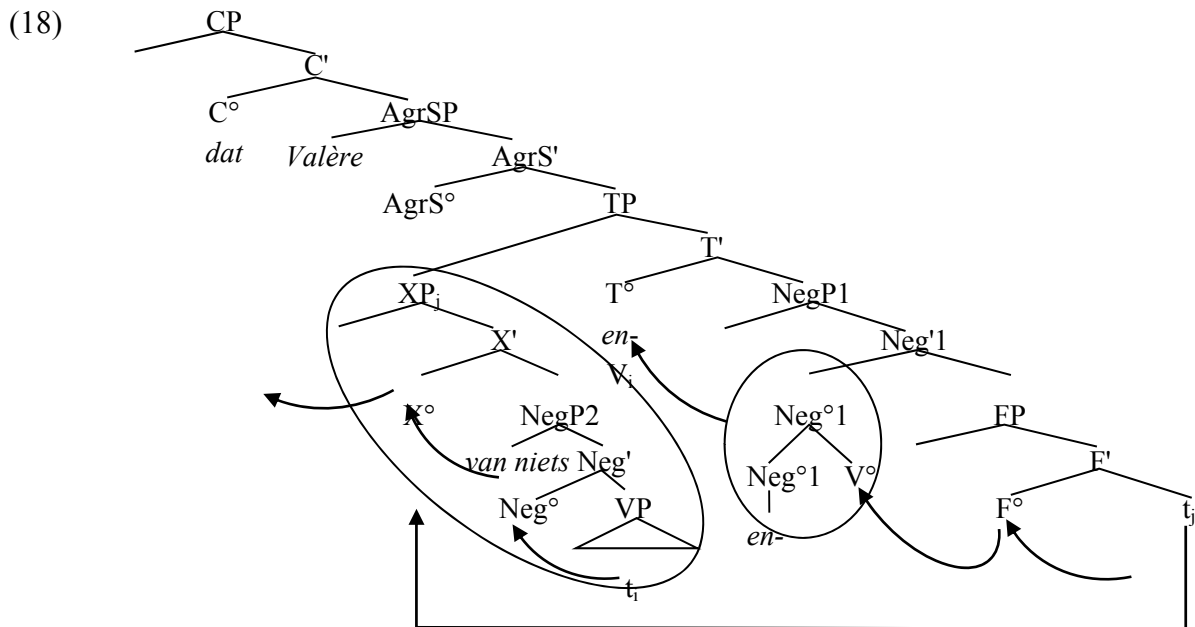 (18) CP
C'
C° AgrSP
dat Valère AgrS'
AgrS° TP
T'
XPj T° NegP1
X' en- Neg'1
Vi
X° NegP2 Neg°1 FP
van niets Neg' Neg°1 V° F'
Neg° VP en- F° tj
ti